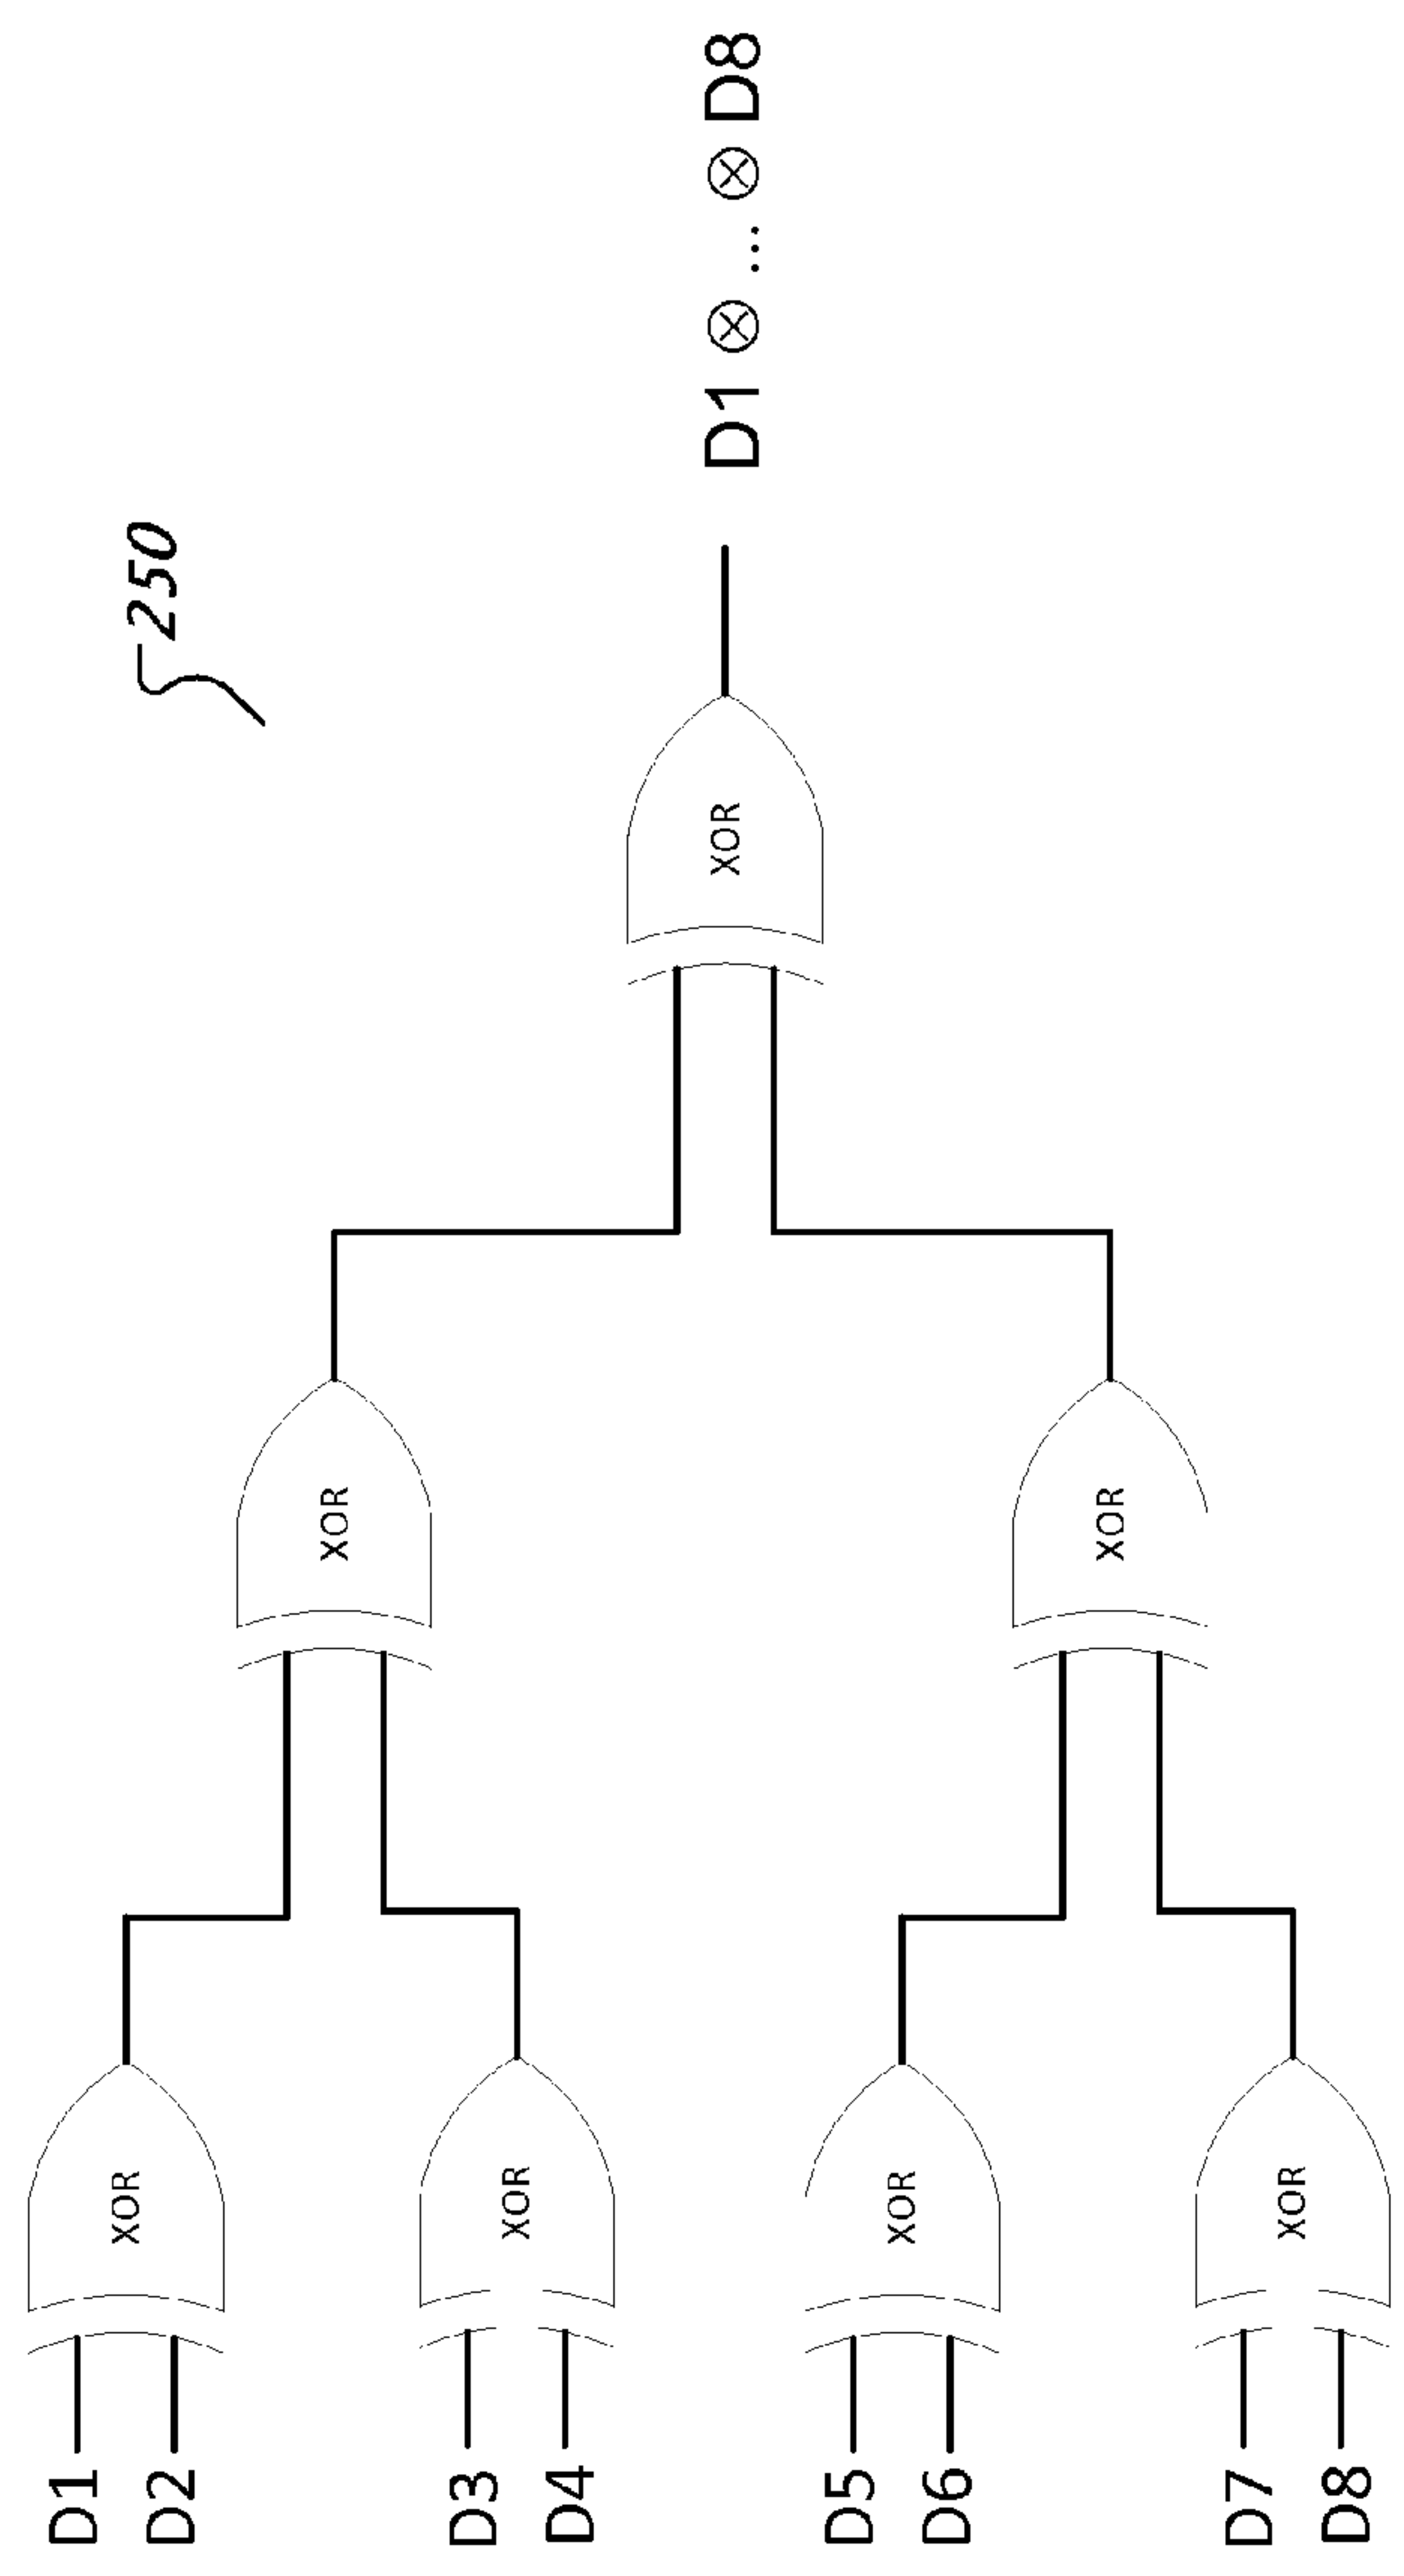 250
D1 ⊗ ... ⊗ D8
XOR
XOR
XOR
XOR
XOR
XOR
XOR
D1
D2
D3
D4
D5
D6
D7
D8